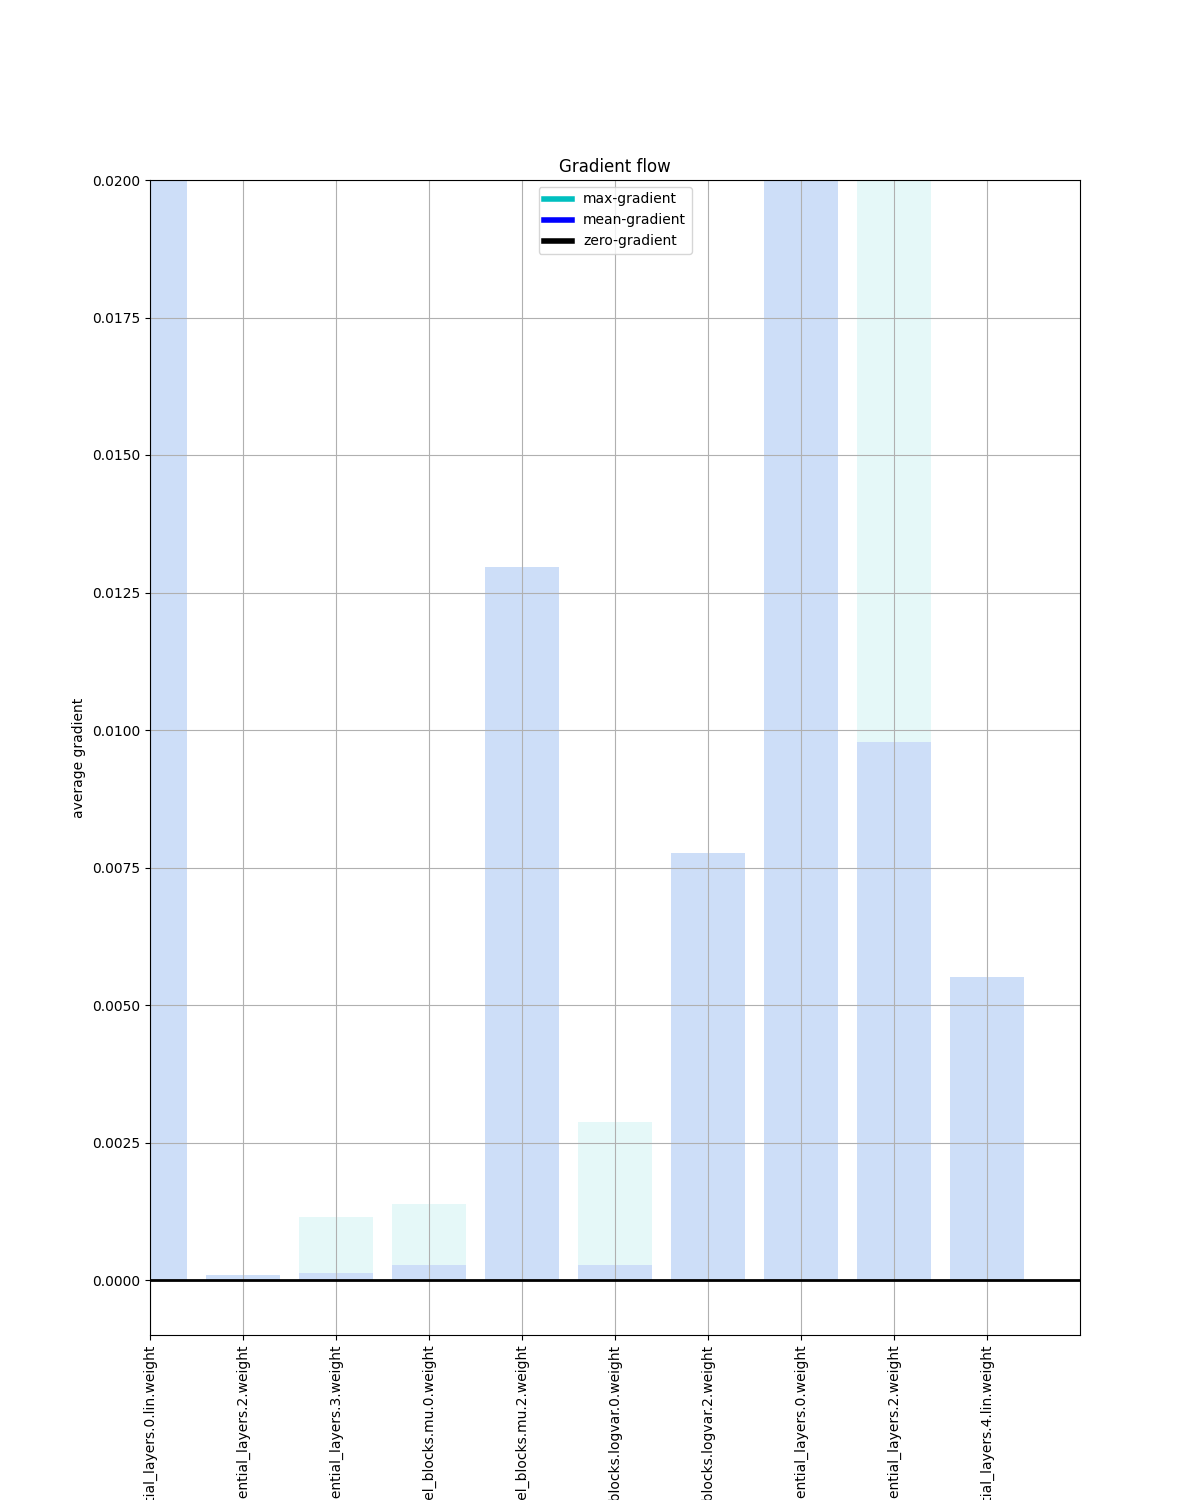 Gradient flow
max-gradient
mean-gradient
zero-gradient
0.0200
0.0175
0.0150
0.0125
0.0100
0.0075
0.0050
0.0025
0.0000
average gradient
tial_layers.0.lin.weight
ential_layers.2.weight
ential_layers.3.weight
el_blocks.mu.0.weight
el_blocks.mu.2.weight
blocks.logvar.0.weight
blocks.logvar.2.weight
ential_layers.0.weight
ential_layers.2.weight
tial_layers.4.lin.weight